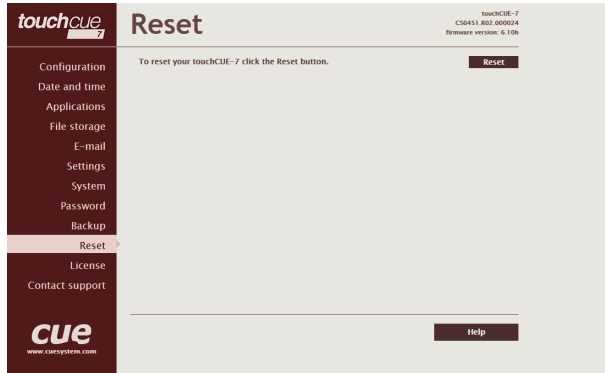 touchcue
7
Reset
touchCUE-7
CS0451.R02.000024
firmware version: 6.10h
Configuration
Date and time
Applications
File storage
E-mail
Settings
System
Password
Backup
Reset
License
Contact support
To reset your touchCUE-7 click the Reset button.
Reset
Help
cue
www.cuesystem.com